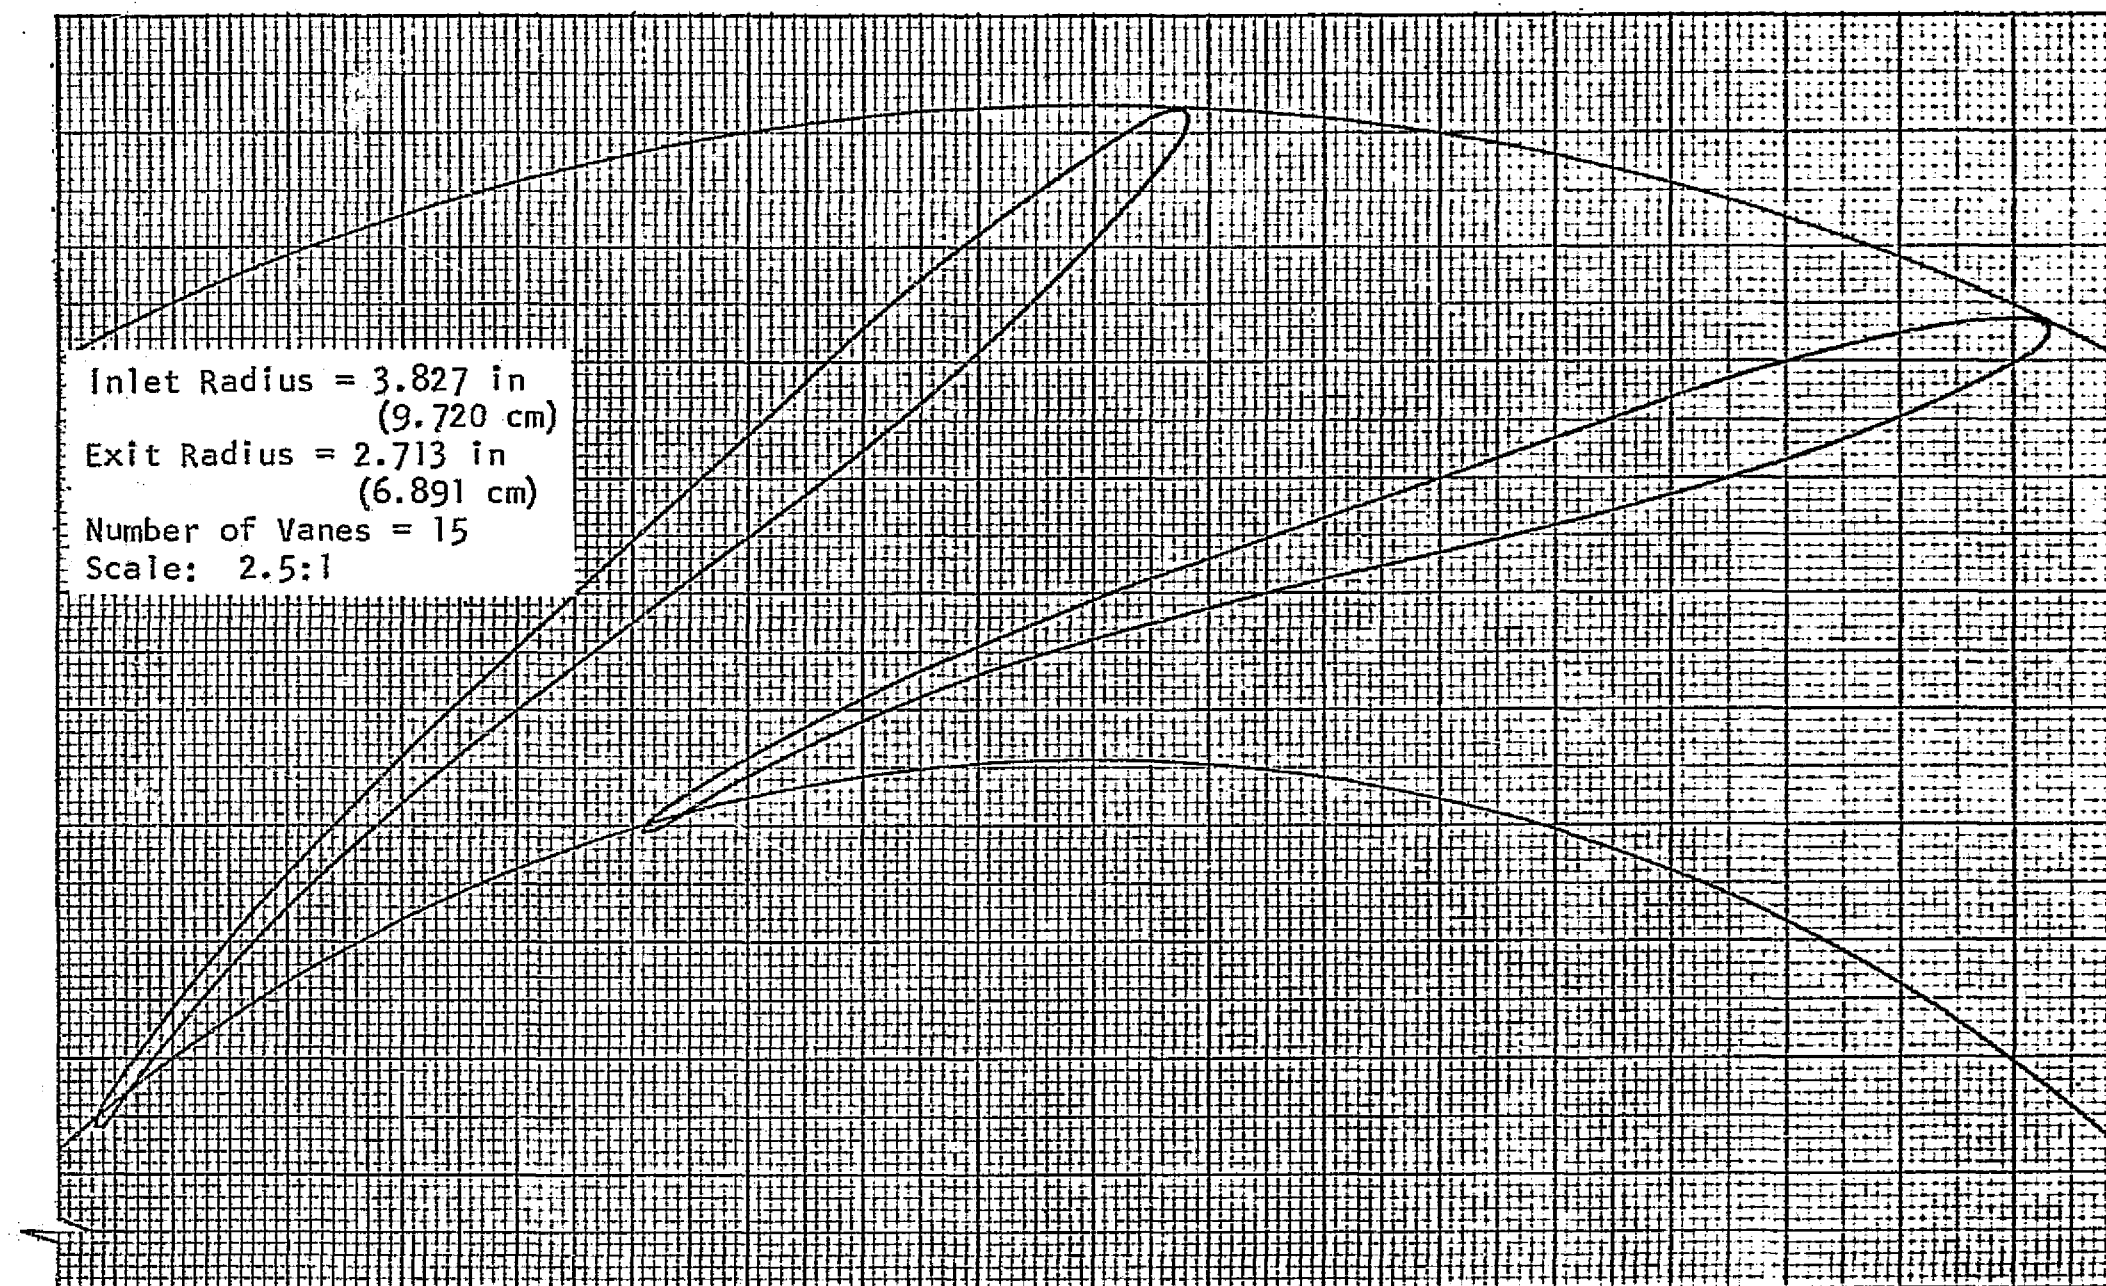 Inlet Radius = 3.827 in
(9.720 cm)
Exit Radius = 2.713 in
(6.891 cm)
Number of Vanes = 15
Scale: 2.5:1